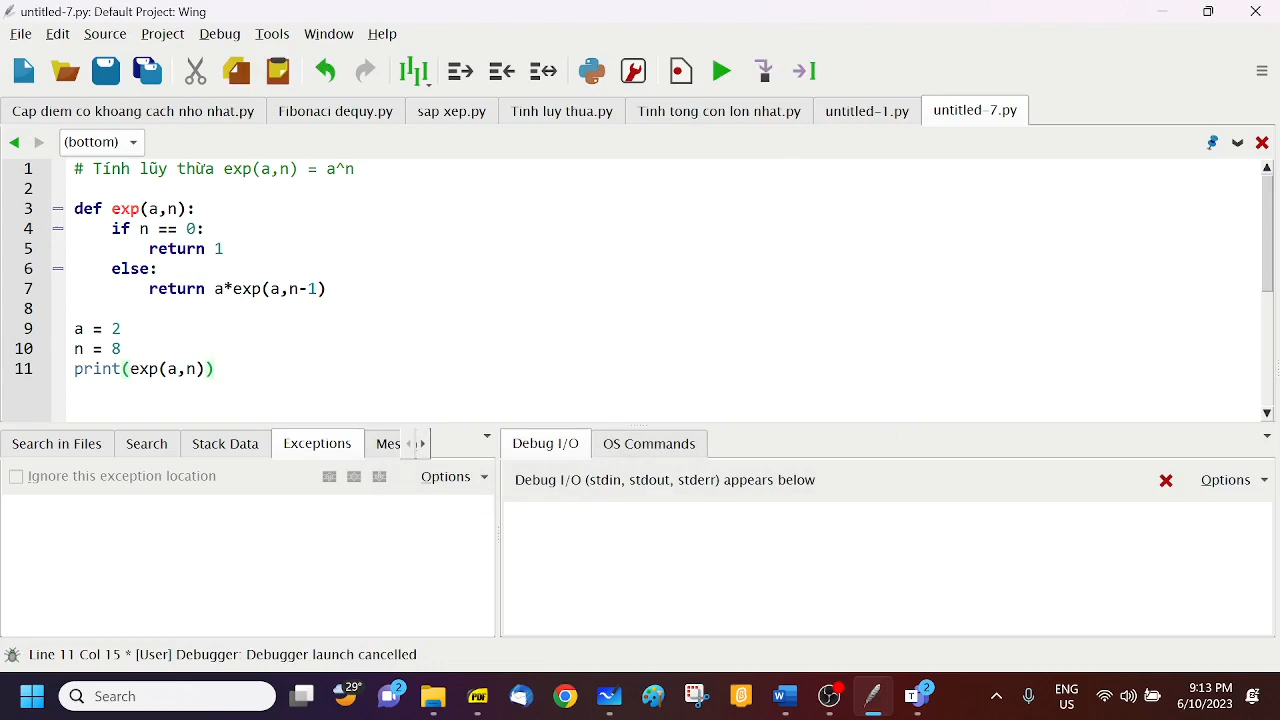 untitled-7.py: Default Project: Wing
File Edit Source Project Debug Tools Window Help
Cap diem co khoang cach nho nhat.py Fibonaci dequy.py sap xep.py Tinh luy thua.py Tinh tong con lon nhat.py untitled-1.py untitled-7.py
(bottom)
1 # Tính lũy thừa exp(a,n) = a^n
2
3 def exp(a,n):
4 if n == 0:
5 return 1
6 else:
7 return a*exp(a,n-1)
8
9 a = 2
10 n = 8
11 print(exp(a,n))
Search in Files Search Stack Data Exceptions Mes Debug I/O OS Commands
Ignore this exception location Options Debug I/O (stdin, stdout, stderr) appears below Options
Line 11 Col 15 * [User] Debugger: Debugger launch cancelled
Search 29° 2 PDF 2 ENG US 9:13 PM 6/10/2023